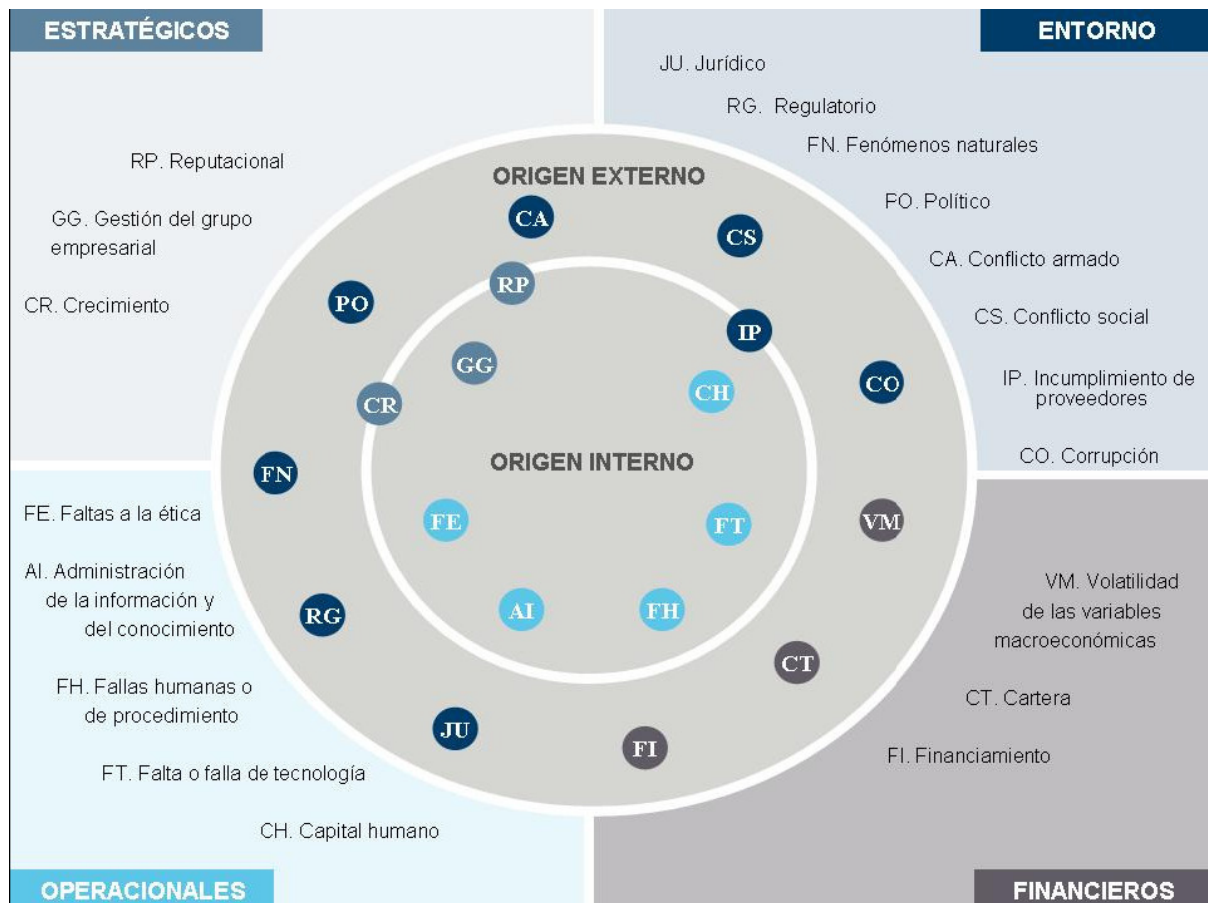 ESTRATÉGICOS
RP. Reputacional
GG. Gestión del grupo
empresarial
CR. Crecimiento
ENTORNO
JU. Jurídico
RG. Regulatorio
FN. Fenómenos naturales
PO. Político
CA. Conflicto armado
CS. Conflicto social
IP. Incumplimiento de
proveedores
CO. Corrupción
ORIGEN EXTERNO
CA
CS
RP
PO
IP
GG
CO
CH
CR
ORIGEN INTERNO
FN
FE
FT
VM
AI
FH
RG
CT
JU
FI
FE. Faltas a la ética
AI. Administración
de la información y
del conocimiento
FH. Fallas humanas o
de procedimiento
FT. Falta o falla de tecnología
CH. Capital humano
OPERACIONALES
VM. Volatilidad
de las variables
macroeconómicas
CT. Cartera
FI. Financiamiento
FINANCIEROS